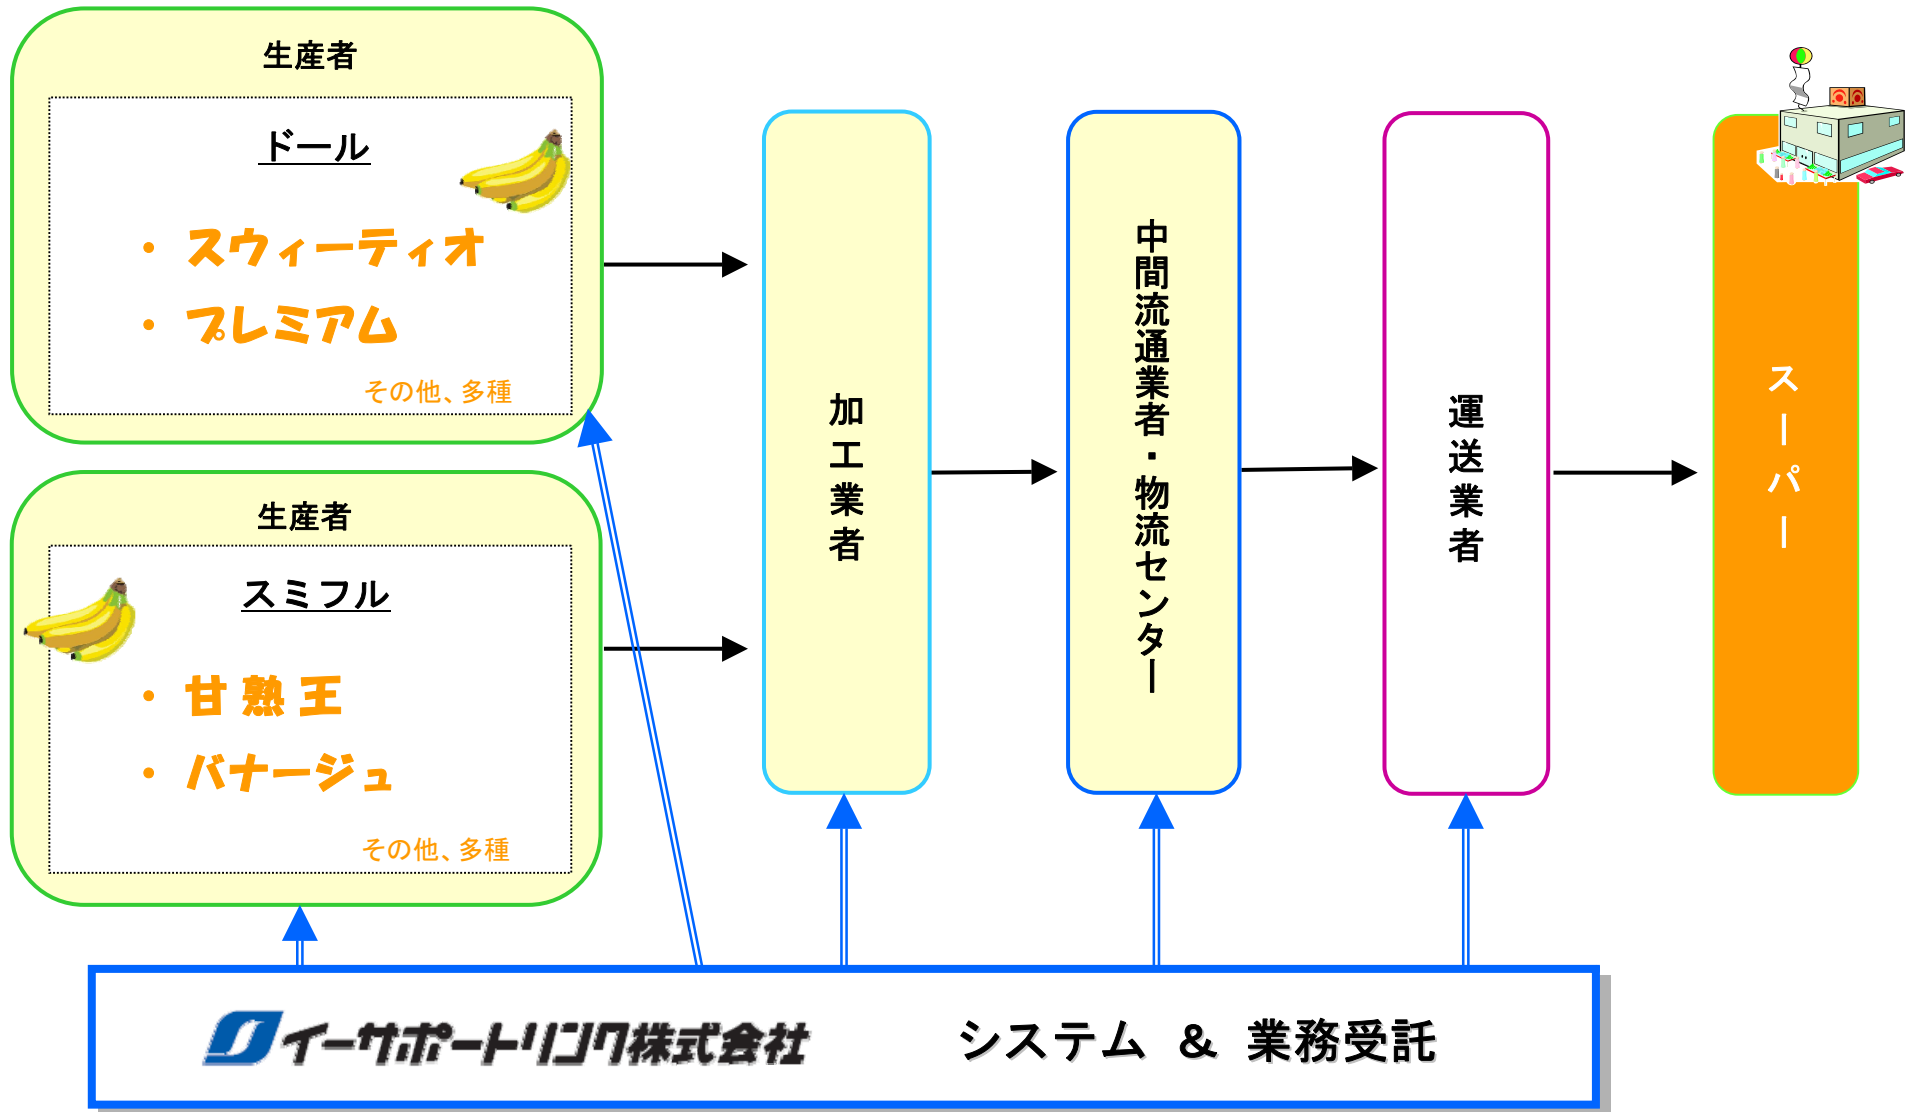 生産者
ドール
・ スウィーティオ
・ プレミアム
その他、多種
生産者
スミフル
・ 甘熟王
・ バナージュ
その他、多種
加工業者
中間流通業者・物流センター
運送業者
スーパー
イーサポートリンク株式会社
システム & 業務受託